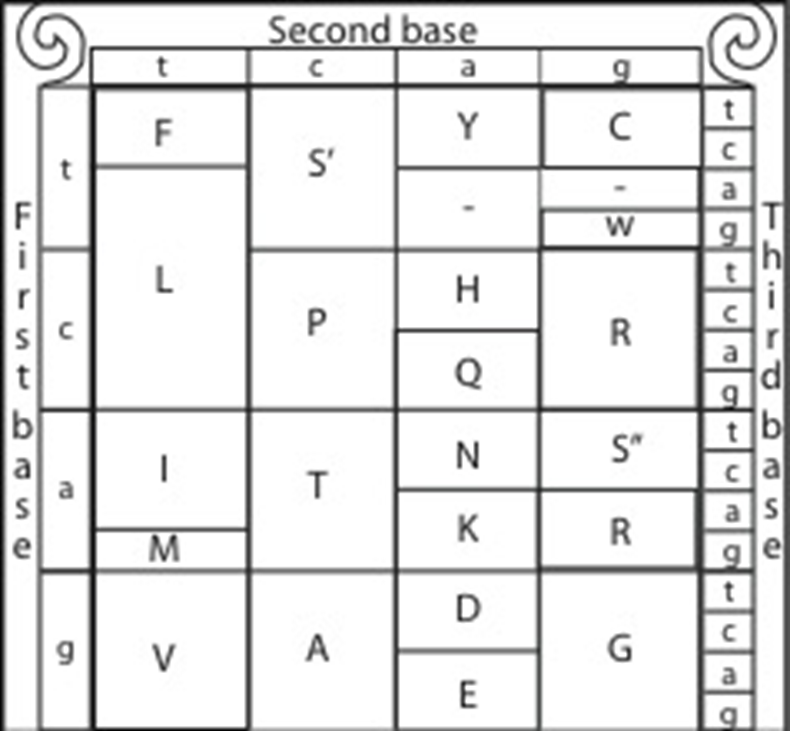 Second base
t c a g
First base
Third base
t F S′ Y C t
c
L - - a
W g
c P H R t
c
Q a
g
a I T N S″ t
c
K R a
M g
g V A D G t
c
E a
g